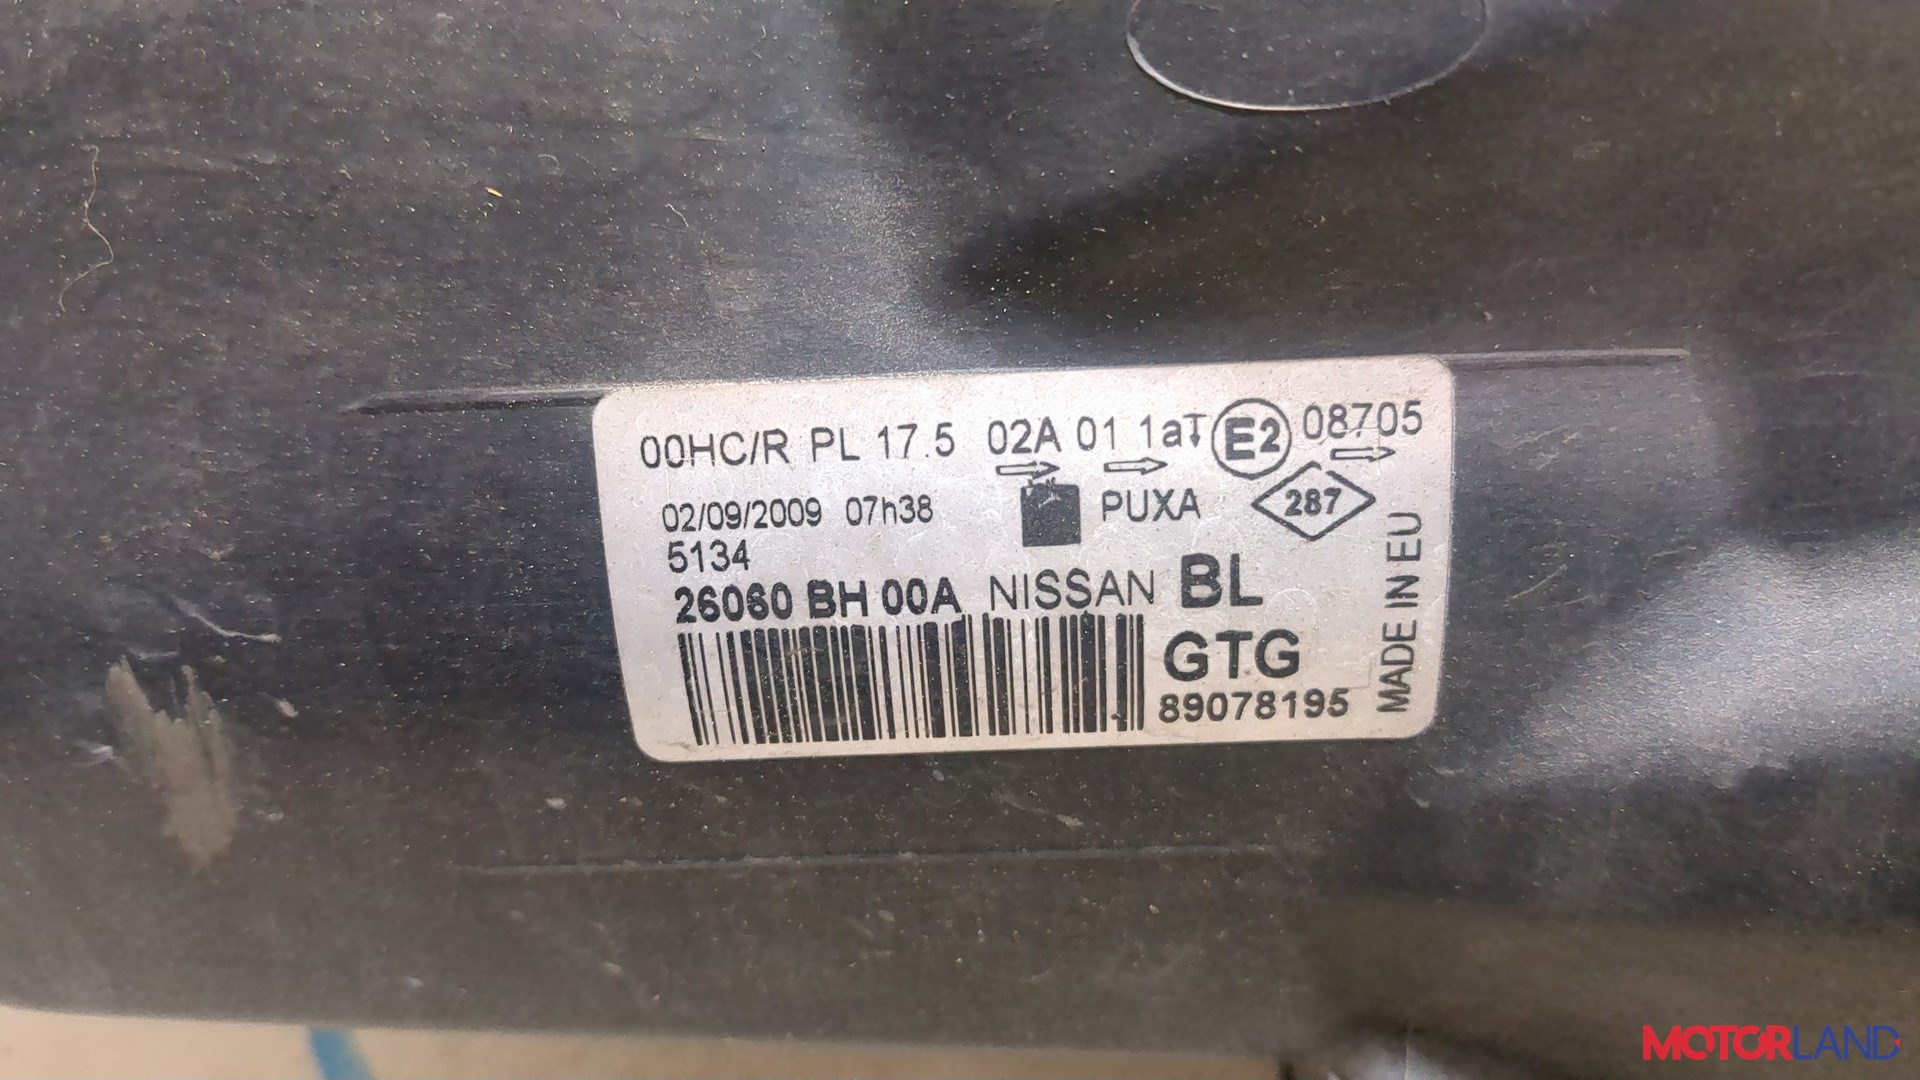 00HC/R PL 17.5 02A 01 1aT E2 08705
02/09/2009 07h38 PUXA 287
5134
26060 BH 00A NISSAN BL
GTG
89078195
MADE IN EU
MOTORLAND